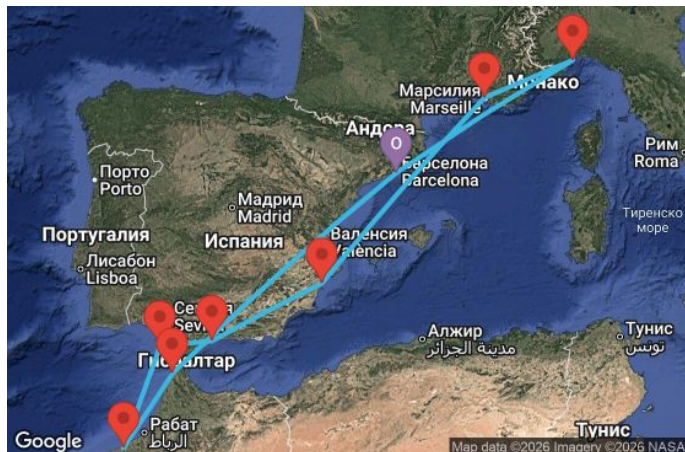 Марсилия
Marseille
Монако
Андора
O
Барселона
Barcelona
Рим
Roma
Порто
Porto
Мадрид
Madrid
Тиренско
море
Португалия
Испания
Валенсия
Valencia
Лисабон
Lisboa
Алжир
مدينة الجزائر
Тунис
تونس
Гибралтар
Рабат
الرباط
Тунис
Google
Map data ©2026 Imagery ©2026 NASA